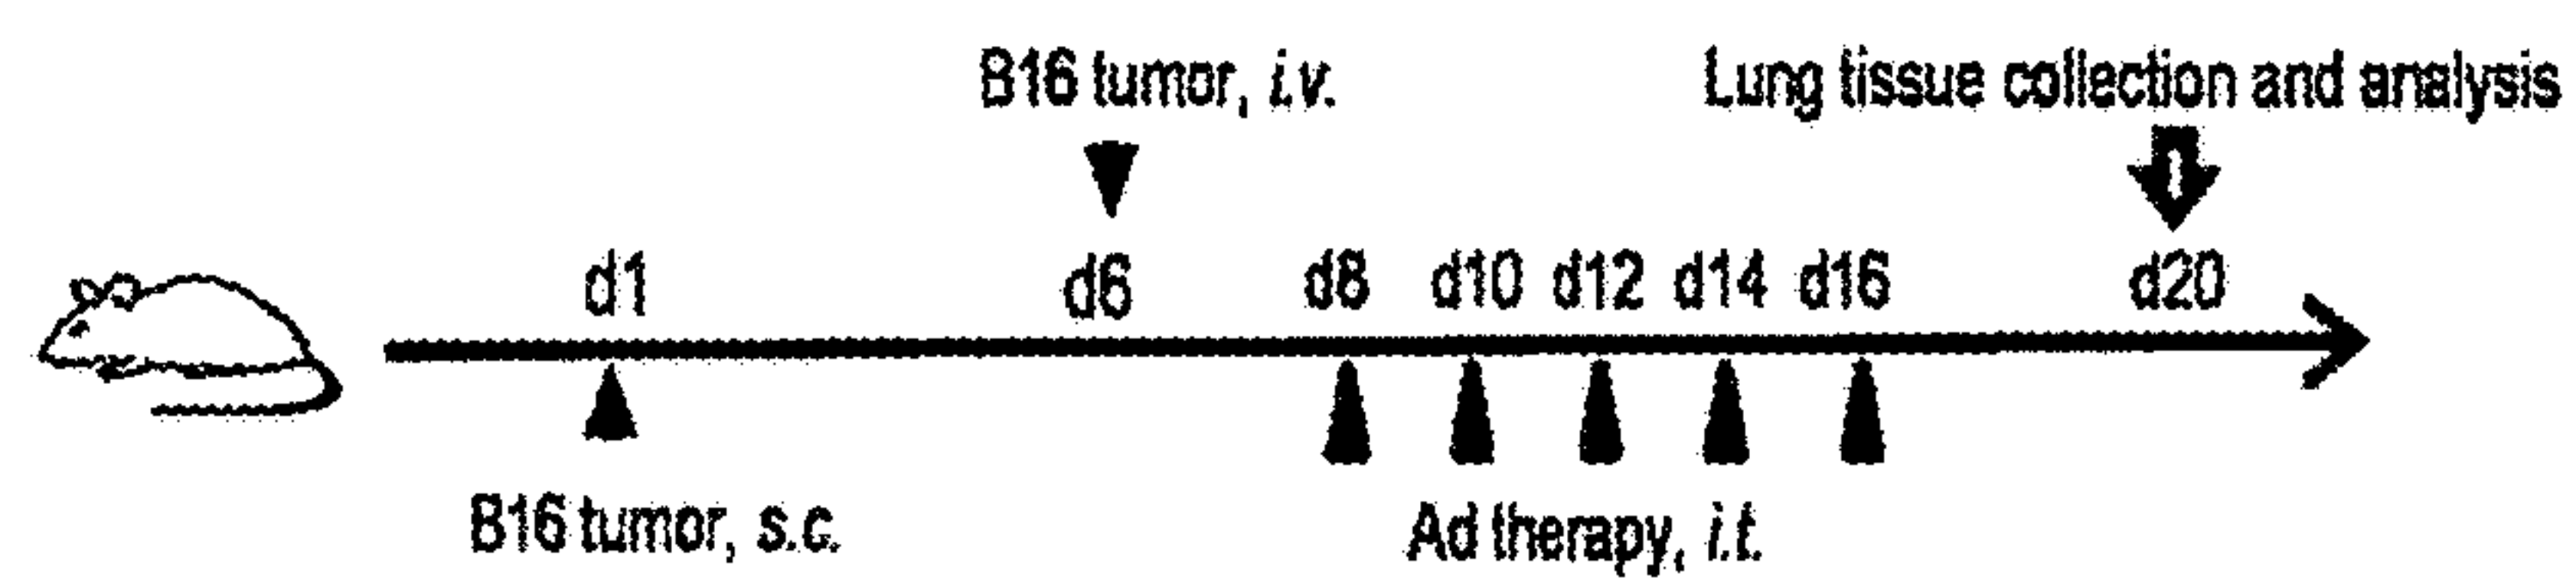 B16 tumor, i.v.
Lung tissue collection and analysis
d1
d6
d8
d10
d12
d14
d16
d20
B16 tumor, s.c.
Ad therapy, i.t.